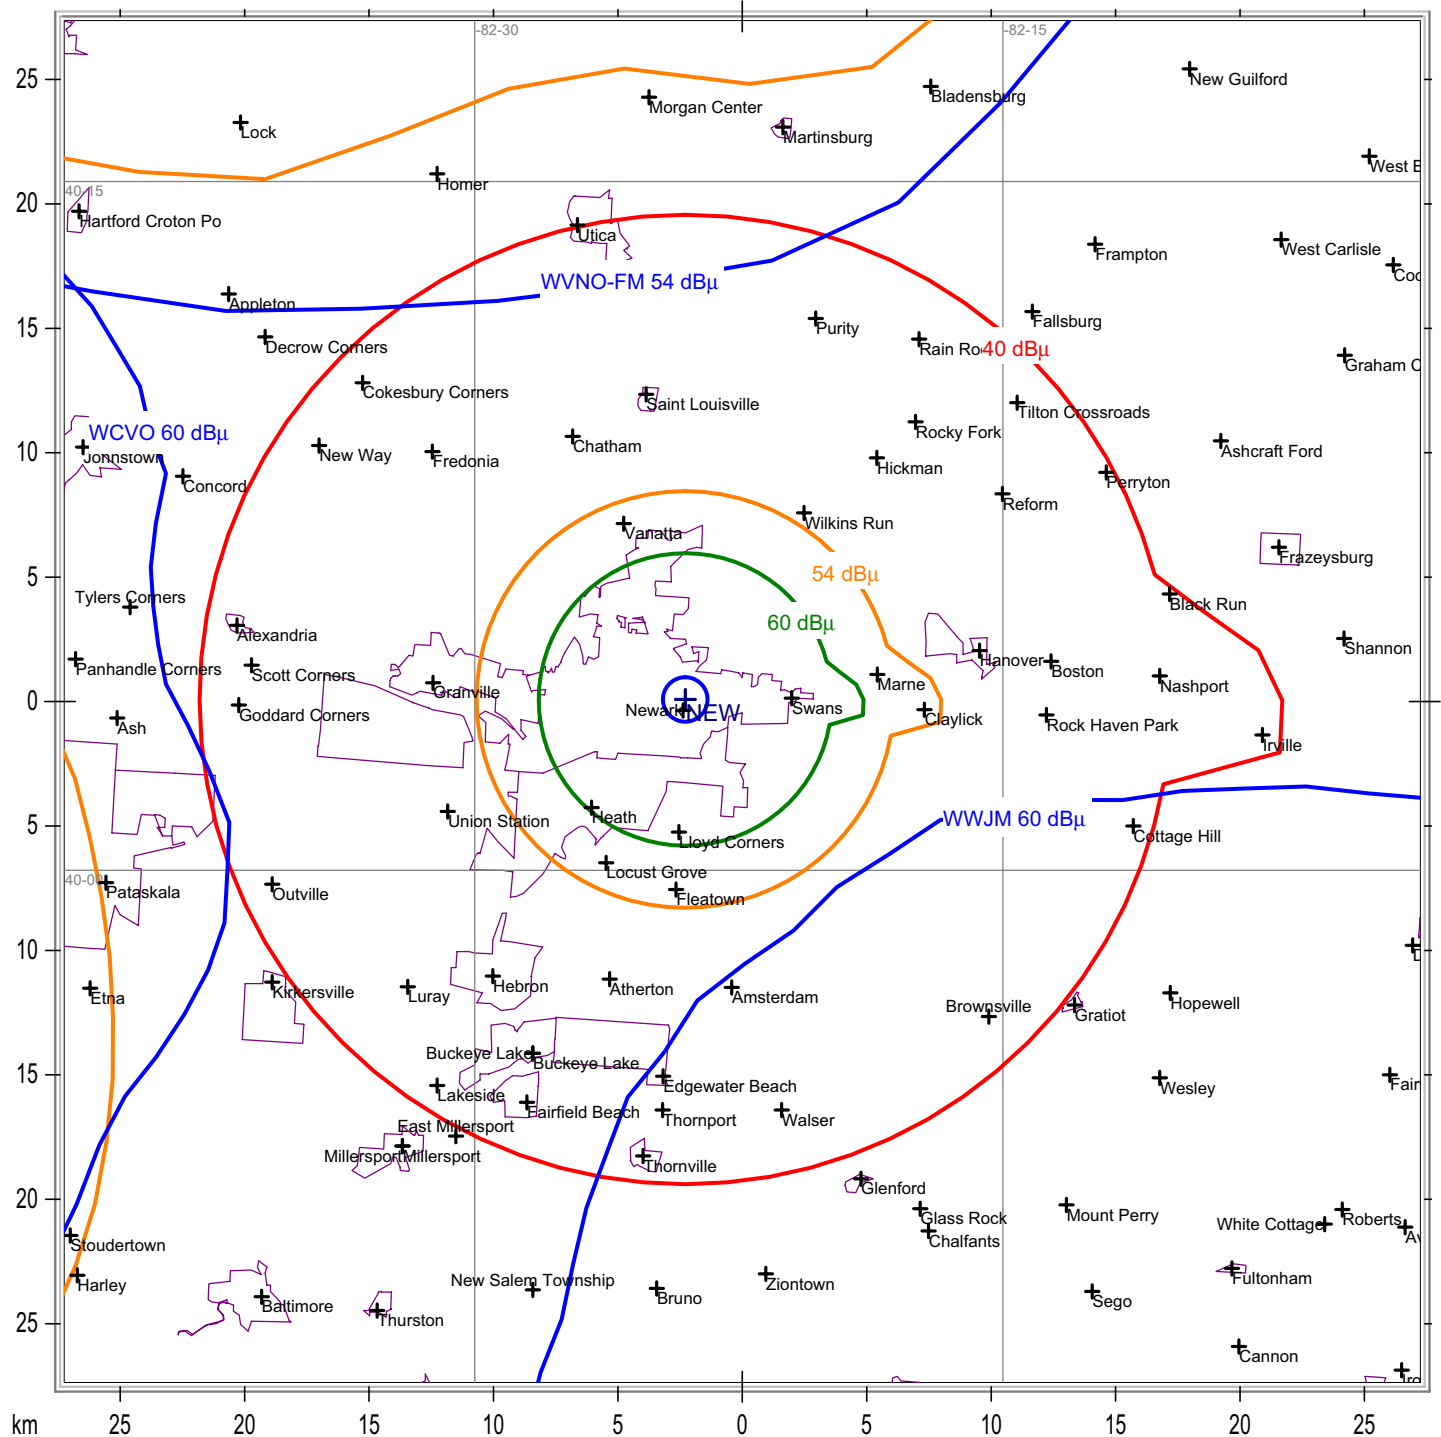 -82-30
-82-15
25
New Guilford
Bladensburg
Morgan Center
Lock
Martinsburg
West B
Homer
40-15
20
Hartford Croton Po
Utica
West Carlisle
Frampton
Coo
WVNO-FM 54 dBµ
Appleton
Purity
Fallsburg
15
Decrow Corners
Rain Ro
40 dBµ
Graham C
Cokesbury Corners
Saint Louisville
Tilton Crossroads
WCVO 60 dBµ
Rocky Fork
10
Johnstown
New Way
Fredonia
Chatham
Ashcraft Ford
Hickman
Concord
Perryton
Reform
Vanatta
Wilkins Run
Frazeysburg
5
54 dBµ
Tylers Corners
Black Run
60 dBµ
Alexandria
Shannon
Panhandle Corners
Scott Corners
Hanover
Boston
Granville
Marne
Nashport
0
Goddard Corners
Newark
NEW
Swans
Claylick
Rock Haven Park
Ash
Irville
5
Union Station
Heath
WWJM 60 dBµ
Lloyd Corners
Cottage Hill
40-00
Pataskala
Outville
Locust Grove
Fleatown
10
Etna
Kirkersville
Luray
Hebron
Atherton
Amsterdam
Brownsville
Gratiot
Hopewell
Buckeye Lake
Buckeye Lake
15
Lakeside
Edgewater Beach
Wesley
Fair
East Millersport
Fairfield Beach
Thornport
Walser
Millersport
Millersport
Thornville
Glenford
20
Glass Rock
Mount Perry
White Cottage
Roberts
Av
Stoudertown
Chalfants
Harley
New Salem Township
Ziontown
Fultonham
Baltimore
Thurston
Bruno
Sego
25
Cannon
km
25
20
15
10
5
0
5
10
15
20
25